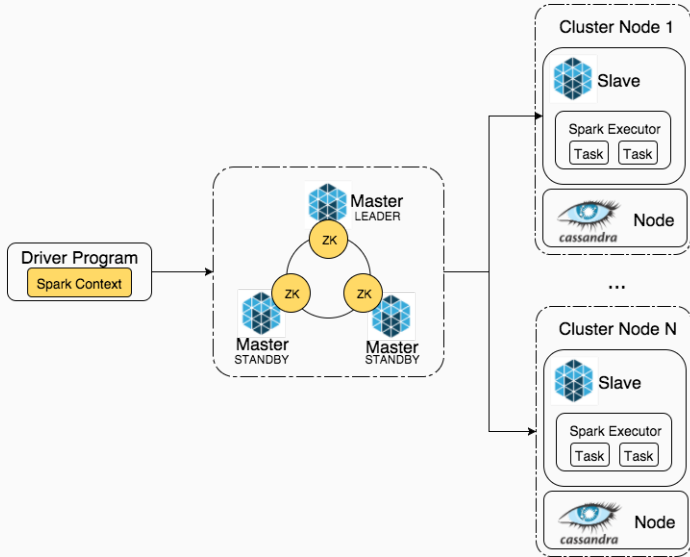 Driver Program
Spark Context
Master
LEADER
ZK
ZK
ZK
Master
STANDBY
Master
STANDBY
Cluster Node 1
Slave
Spark Executor
Task Task
cassandra
Node
...
Cluster Node N
Slave
Spark Executor
Task Task
cassandra
Node